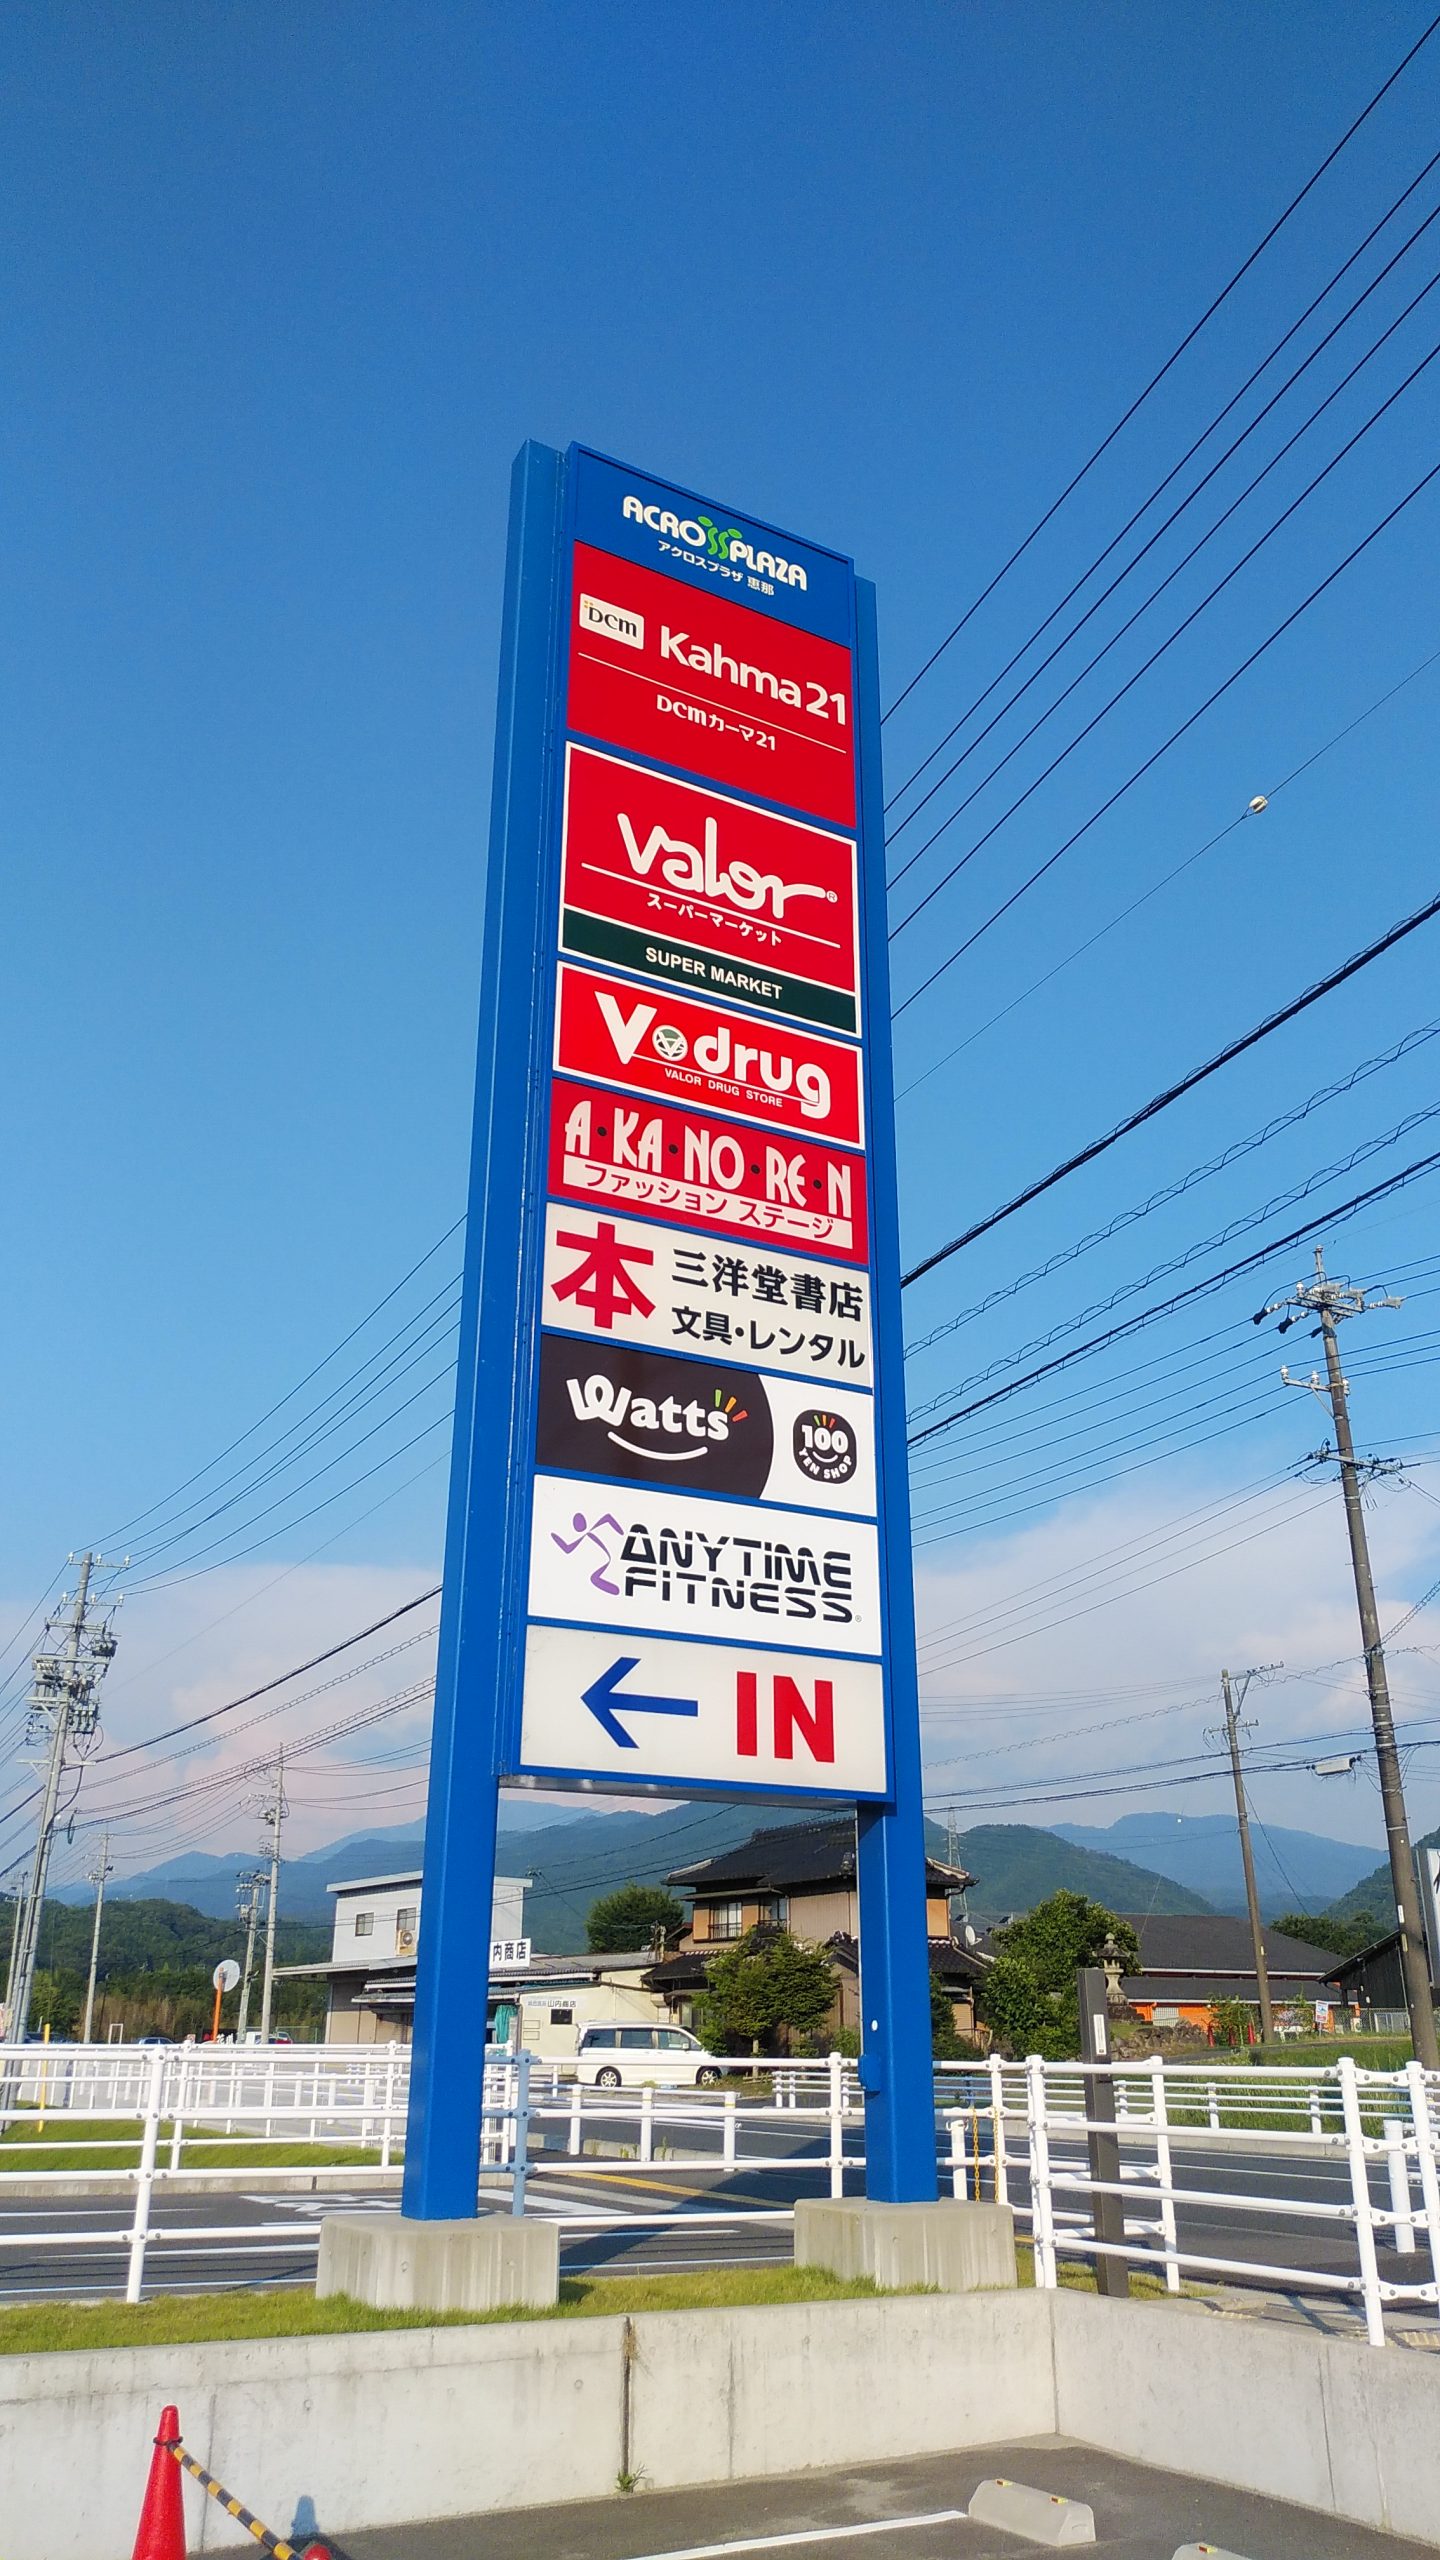 ACROSSPLAZA
アクロスプラザ 恵那
DCM Kahma21
DCMカーマ21
valor®
スーパーマーケット
SUPER MARKET
V drug
VALOR DRUG STORE
A・KA・NO・RE・N
ファッション ステージ
本 三洋堂書店
文具・レンタル
Watts
100
YEN SHOP
ANYTIME
FITNESS®
← IN
内商店
山内商店